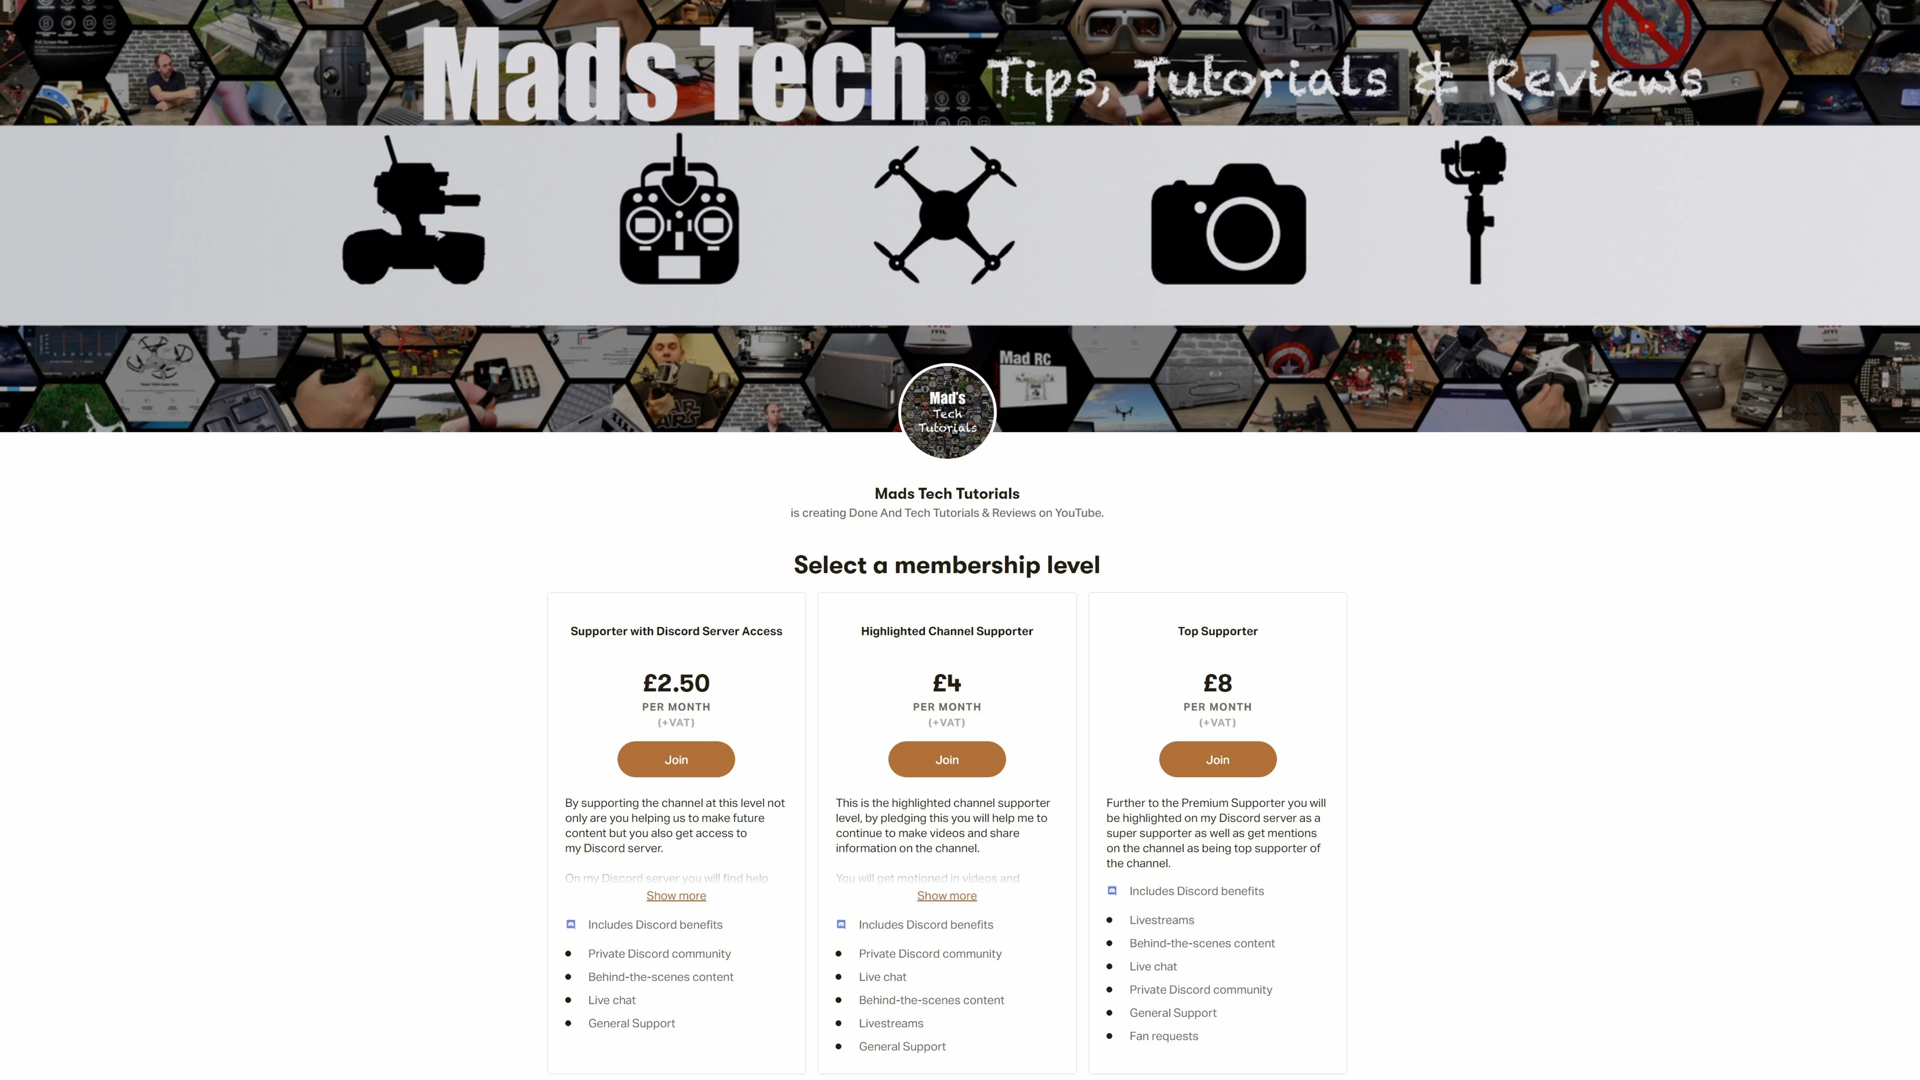 Mads Tech Tips, Tutorials & Reviews
Mad RC
STAR
WARS
Mad's
Tech
Tutorials
Mads Tech Tutorials
is creating Done And Tech Tutorials & Reviews on YouTube.
Select a membership level
Supporter with Discord Server Access
£2.50
PER MONTH
(+VAT)
Join
By supporting the channel at this level not
only are you helping us to make future
content but you also get access to
my Discord server.
On my Discord server you will find help
Show more
Includes Discord benefits
Private Discord community
Behind-the-scenes content
Live chat
General Support
Highlighted Channel Supporter
£4
PER MONTH
(+VAT)
Join
This is the highlighted channel supporter
level, by pledging this you will help me to
continue to make videos and share
information on the channel.
You will get motioned in videos and
Show more
Includes Discord benefits
Private Discord community
Live chat
Behind-the-scenes content
Livestreams
General Support
Top Supporter
£8
PER MONTH
(+VAT)
Join
Further to the Premium Supporter you will
be highlighted on my Discord server as a
super supporter as well as get mentions
on the channel as being top supporter of
the channel.
Includes Discord benefits
Livestreams
Behind-the-scenes content
Live chat
Private Discord community
General Support
Fan requests